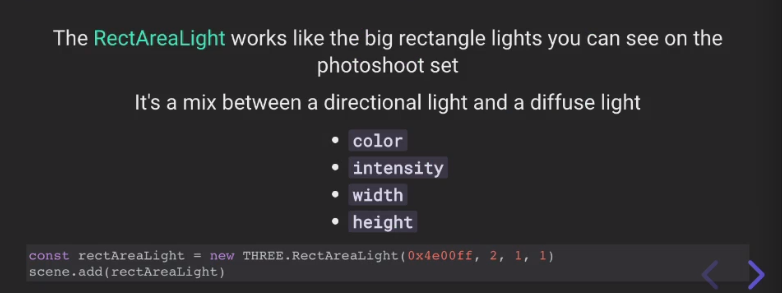 The RectAreaLight works like the big rectangle lights you can see on the
photoshoot set
It's a mix between a directional light and a diffuse light
color
intensity
width
height
const rectAreaLight = new THREE.RectAreaLight(0x4e00ff, 2, 1, 1)
scene.add(rectAreaLight)